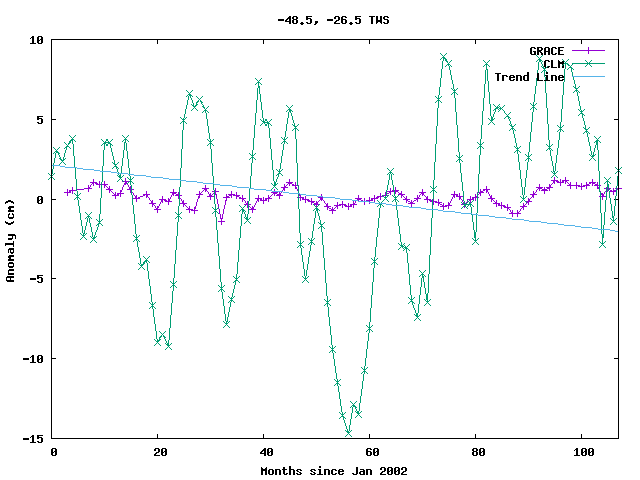 -48.5, -26.5 TWS
GRACE
CLM
Trend Line
10
5
0
-5
-10
-15
Anomaly (cm)
0 20 40 60 80 100
Months since Jan 2002